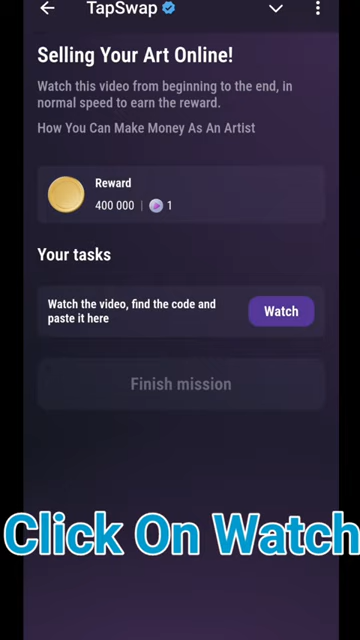 TapSwap
Selling Your Art Online!
Watch this video from beginning to the end, in
normal speed to earn the reward.
How You Can Make Money As An Artist
Reward
400 000 | 1
Your tasks
Watch the video, find the code and
paste it here
Watch
Finish mission
Click On Watch